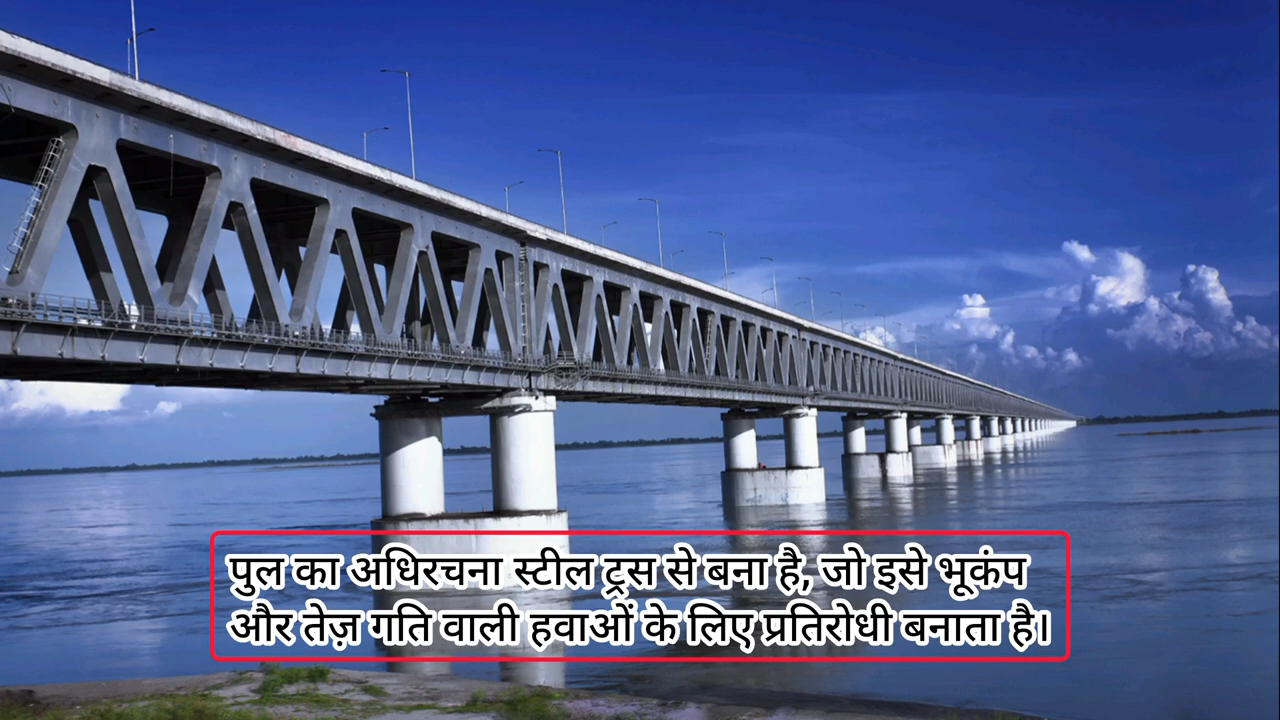 पुल का अधिरचना स्टील ट्रस से बना है, जो इसे भूकंप
और तेज़ गति वाली हवाओं के लिए प्रतिरोधी बनाता है।